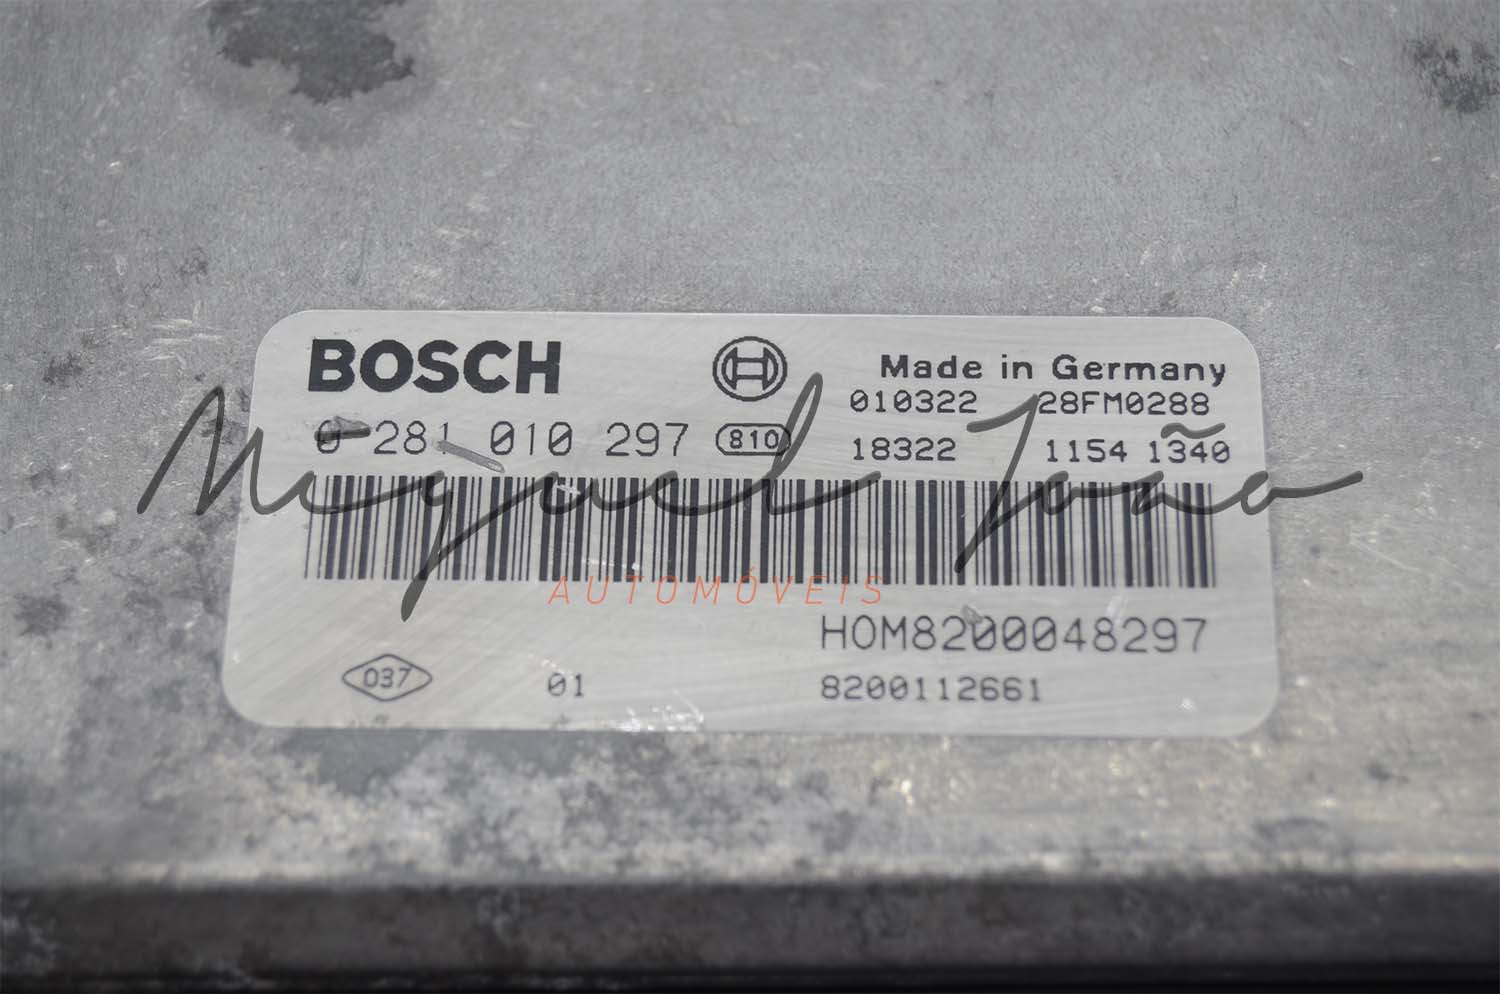 BOSCH Made in Germany
010322 28FM0288
0 281 010 297 810 18322 1154 1340
Miguel João
AUTOMÓVEIS
HOM8200048297
037 01 8200112661